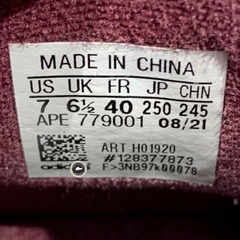 MADE IN CHINA
US UK FR JP CHN
7 6½ 40 250 245
APE 779001 08/21
ART H01920
#128377873
adidas F>3NB97K00078